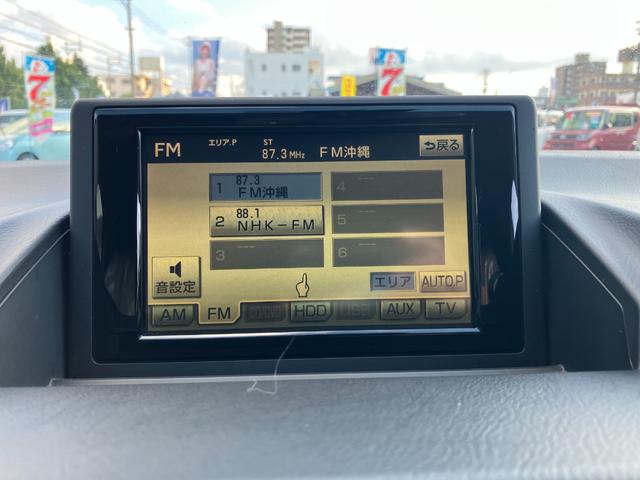 7
7
FM
エリア.P
ST
87.3 MHz
FM沖縄
戻る
1
87.3
FM沖縄
4
---
2
88.1
NHK-FM
5
---
3
---
6
---
音設定
エリア
AUTO.P
AM
FM
HDD
USB
AUX
TV